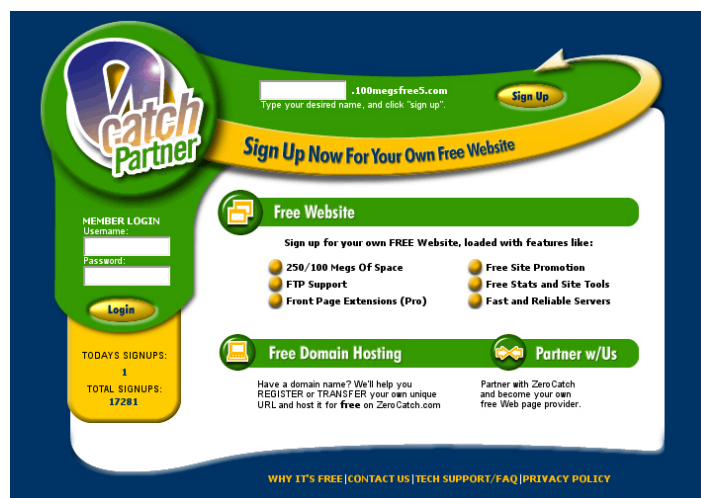 0
catch
Partner
.100megsfree5.com
Type your desired name, and click "sign up".
Sign Up
Sign Up Now For Your Own Free Website
MEMBER LOGIN
Username:
Password:
Login
TODAYS SIGNUPS:
1
TOTAL SIGNUPS:
17281
Free Website
Sign up for your own FREE Website, loaded with features like:
250/100 Megs Of Space
FTP Support
Front Page Extensions (Pro)
Free Site Promotion
Free Stats and Site Tools
Fast and Reliable Servers
Free Domain Hosting
Have a domain name? We'll help you
REGISTER or TRANSFER your own unique
URL and host it for free on ZeroCatch.com
Partner w/Us
Partner with ZeroCatch
and become your own
free Web page provider.
WHY IT'S FREE|CONTACT US|TECH SUPPORT/FAQ|PRIVACY POLICY